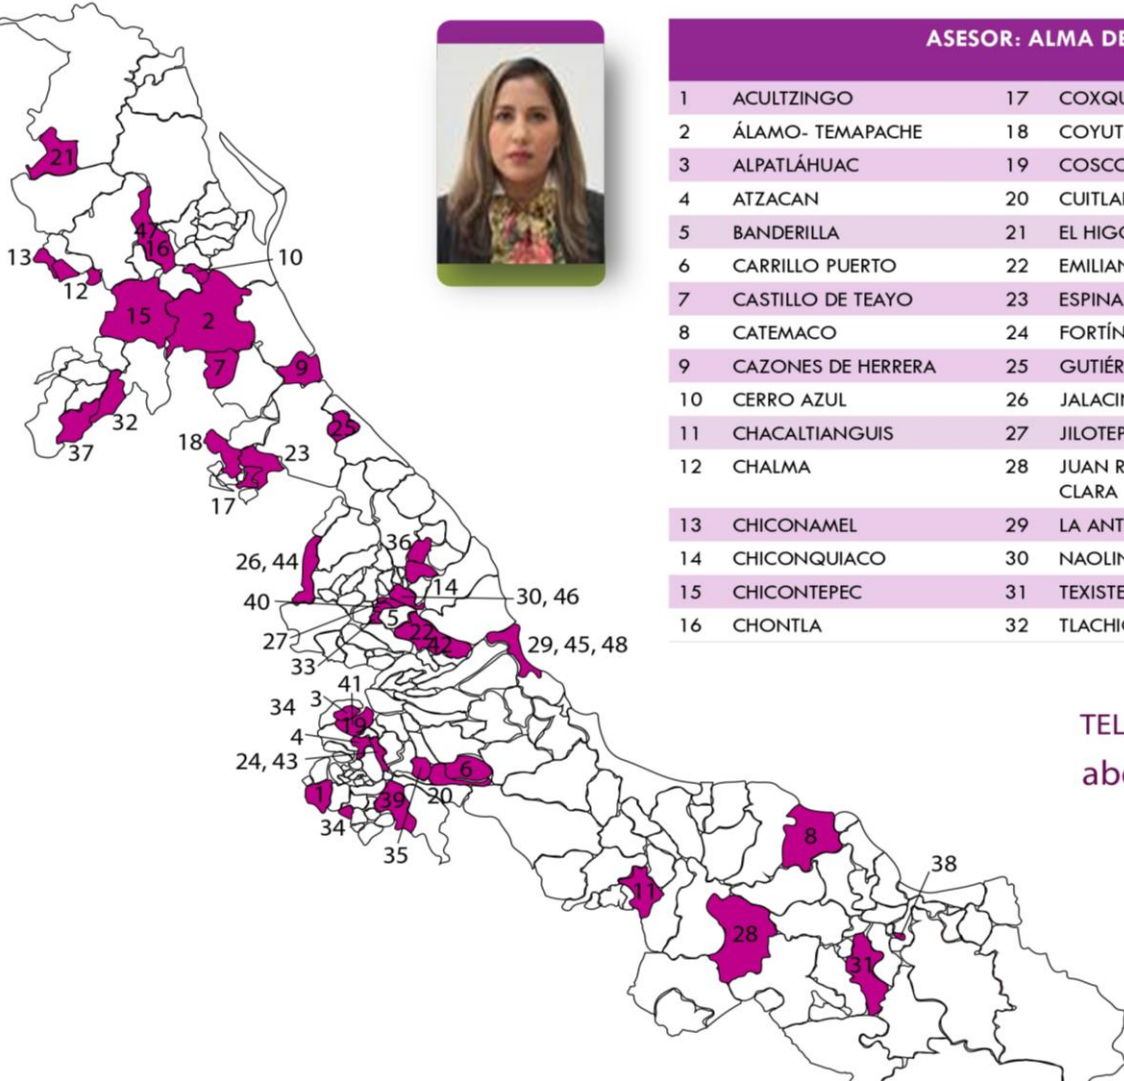 ASESOR: ALMA DE
1 ACULTZINGO 17 COXQU
2 ÁLAMO- TEMAPACHE 18 COYUT
3 ALPATLÁHUAC 19 COSCO
4 ATZACAN 20 CUITLA
5 BANDERILLA 21 EL HIG
6 CARRILLO PUERTO 22 EMILIAN
7 CASTILLO DE TEAYO 23 ESPINA
8 CATEMACO 24 FORTÍN
9 CAZONES DE HERRERA 25 GUTIÉR
10 CERRO AZUL 26 JALACI
11 CHACALTIANGUIS 27 JILOTEP
12 CHALMA 28 JUAN R
CLARA
13 CHICONAMEL 29 LA ANT
14 CHICONQUIACO 30 NAOLIN
15 CHICONTEPEC 31 TEXISTE
16 CHONTLA 32 TLACHI
TEL
abo
21
47
16
13
10
12
15
2
7
9
32
37
25
18
23
17
36
26, 44
14
40
30, 46
5
27
22
42
29, 45, 48
33
41
3
34
19
4
24, 43
6
20
1
39
34
35
8
38
11
28
31